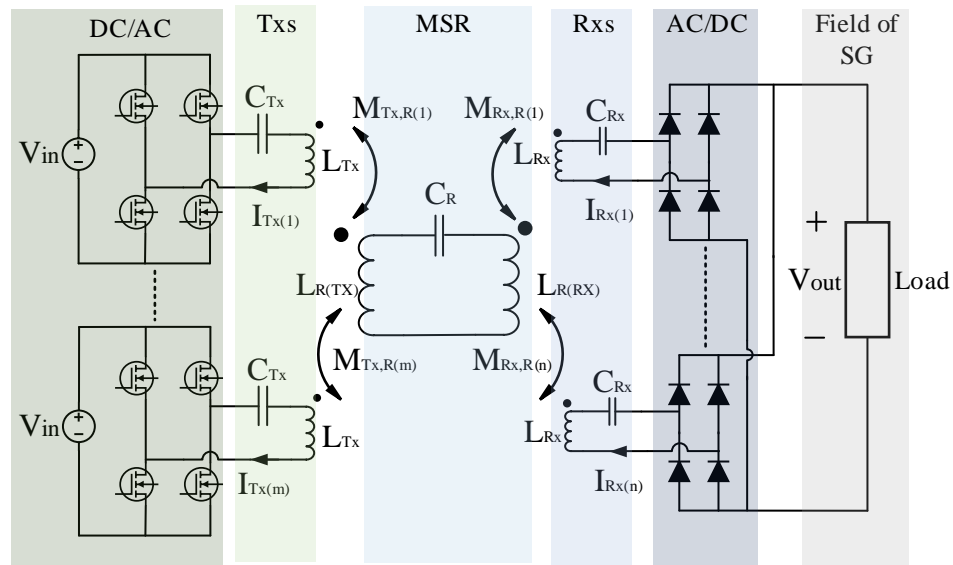 DC/AC
Txs
MSR
Rxs
AC/DC
Field of
SG
Vin
+
−
CTx
LTx
ITx(1)
MTx,R(1)
MRx,R(1)
CR
LR(TX)
LR(RX)
LRx
CRx
IRx(1)
+
Vout
−
Load
Vin
+
−
CTx
LTx
ITx(m)
MTx,R(m)
MRx,R(n)
LRx
CRx
IRx(n)